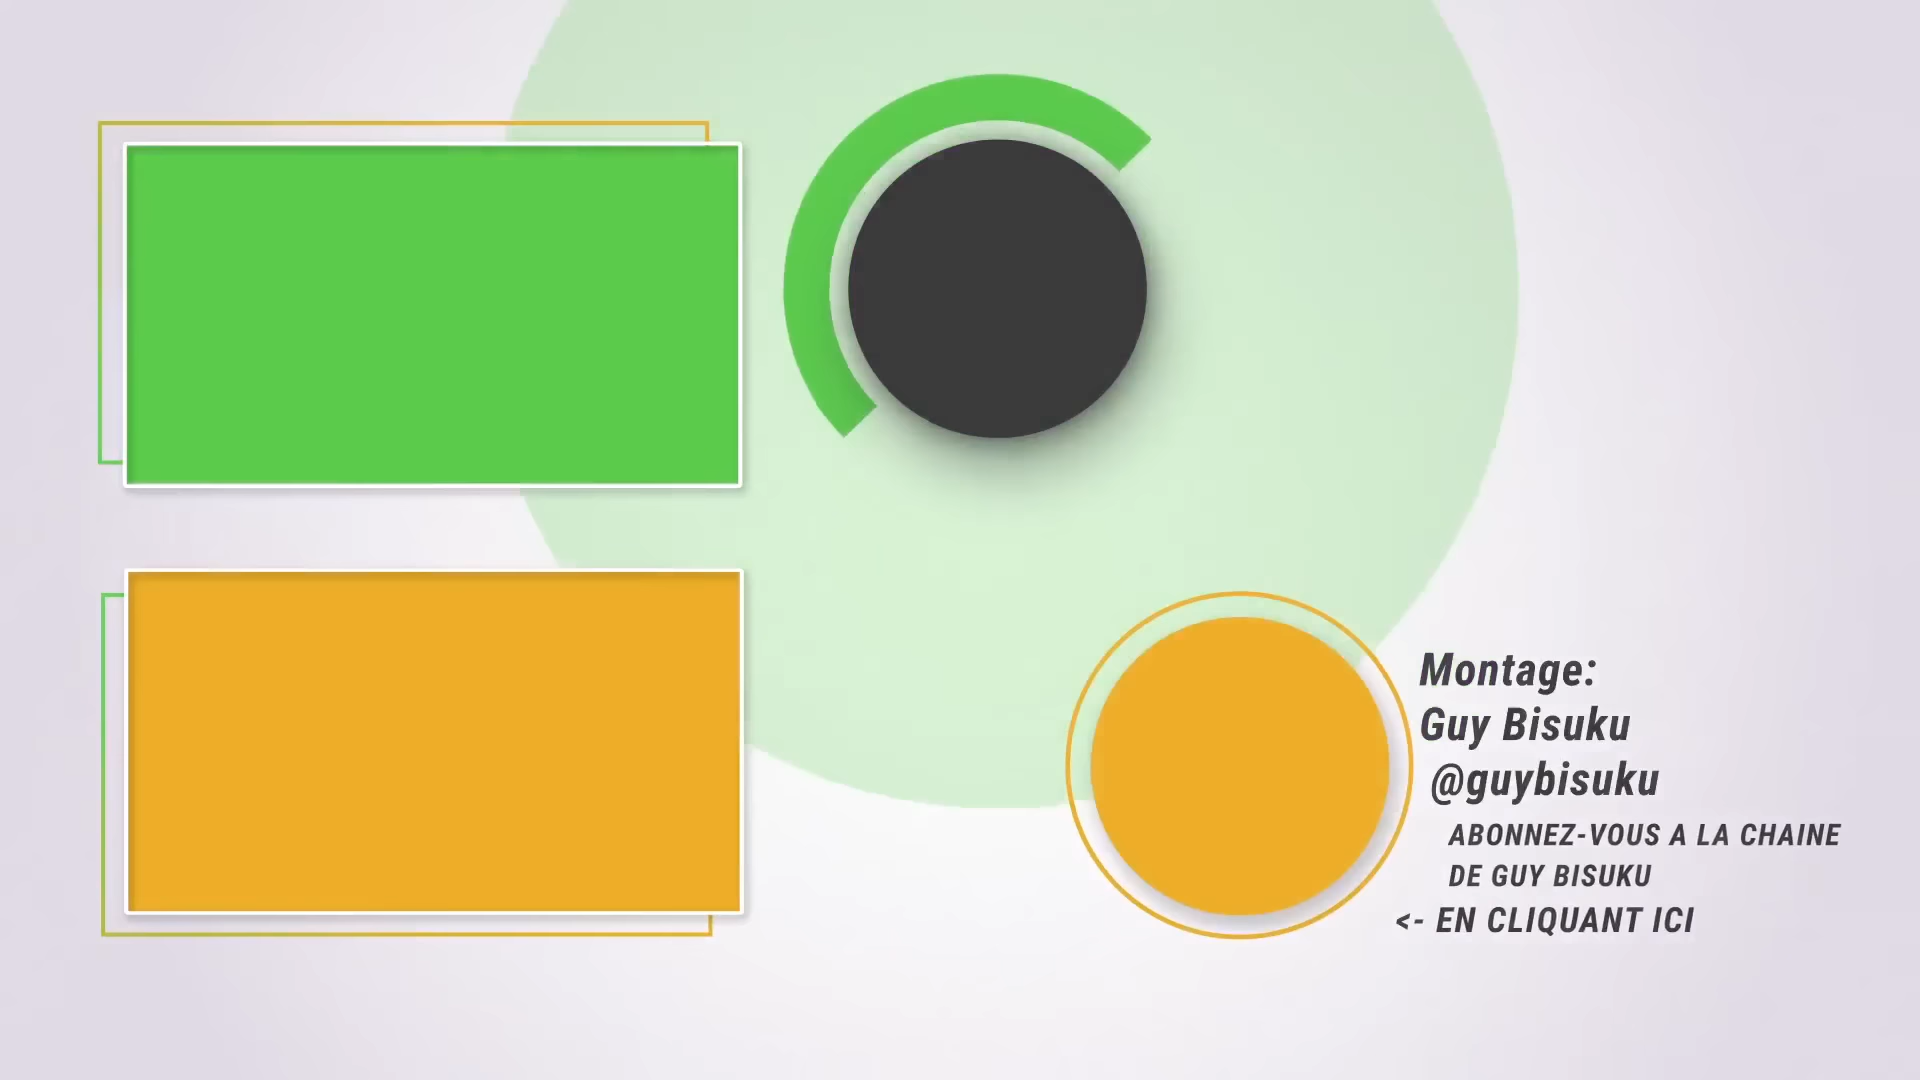 Montage:
Guy Bisuku
@guybisuku
ABONNEZ-VOUS A LA CHAINE
DE GUY BISUKU
<- EN CLIQUANT ICI